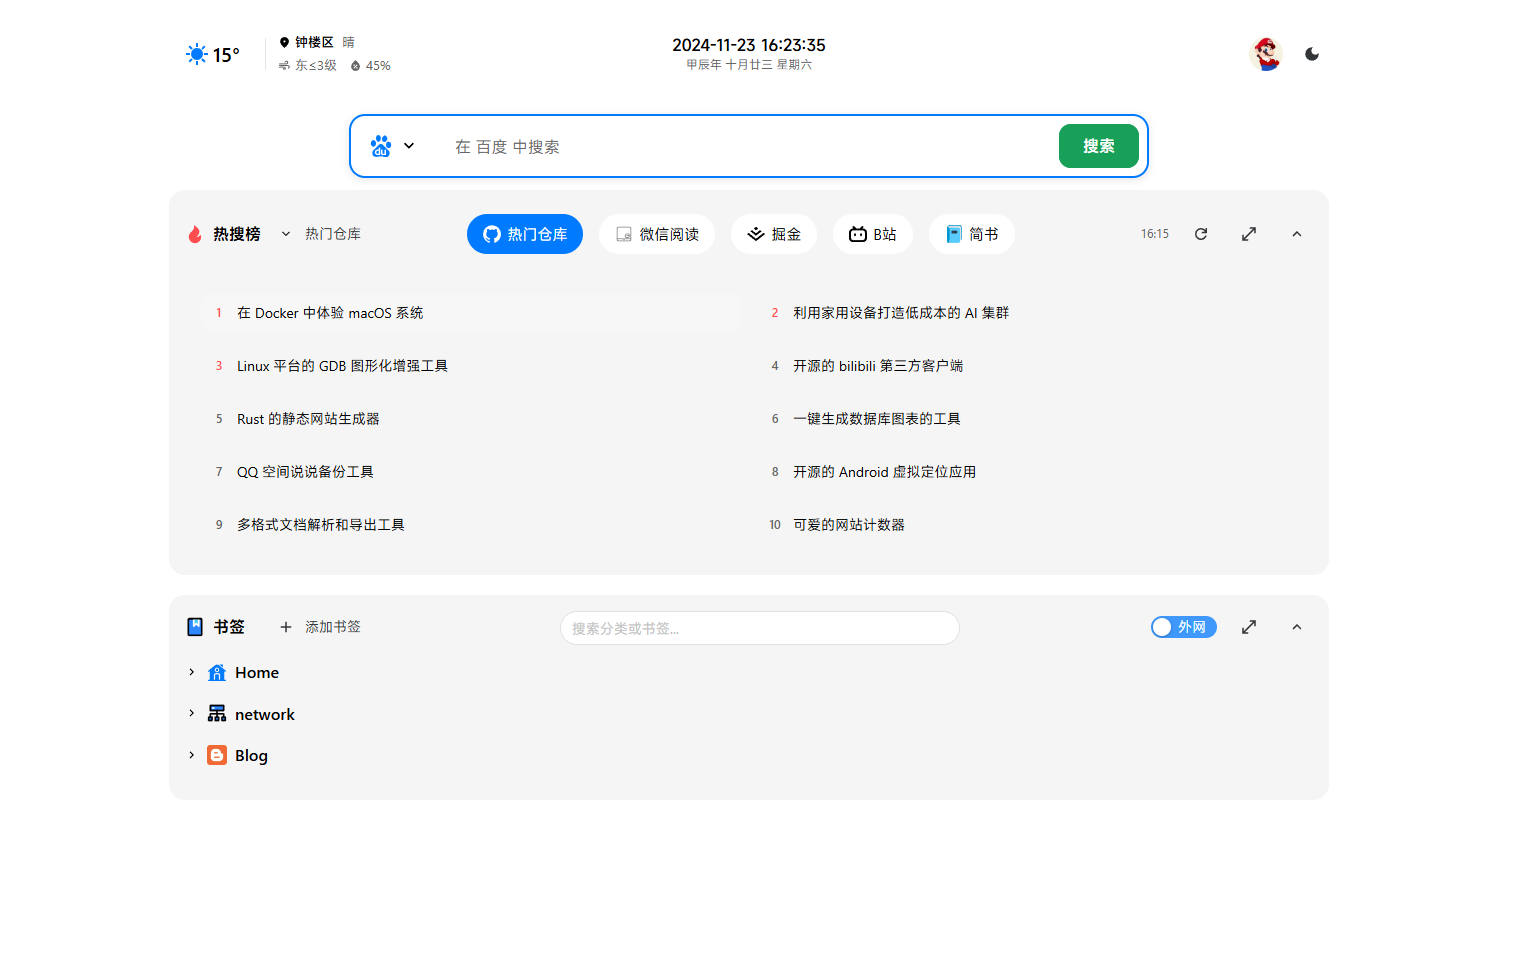 15°
钟楼区 晴
东≤3级 45%
2024-11-23 16:23:35
甲辰年 十月廿三 星期六
du
在 百度 中搜索
搜索
热搜榜
热门仓库
热门仓库
微信阅读
掘金
B站
简书
16:15
1 在 Docker 中体验 macOS 系统
2 利用家用设备打造低成本的 AI 集群
3 Linux 平台的 GDB 图形化增强工具
4 开源的 bilibili 第三方客户端
5 Rust 的静态网站生成器
6 一键生成数据库图表的工具
7 QQ 空间说说备份工具
8 开源的 Android 虚拟定位应用
9 多格式文档解析和导出工具
10 可爱的网站计数器
书签
添加书签
搜索分类或书签...
外网
Home
network
Blog